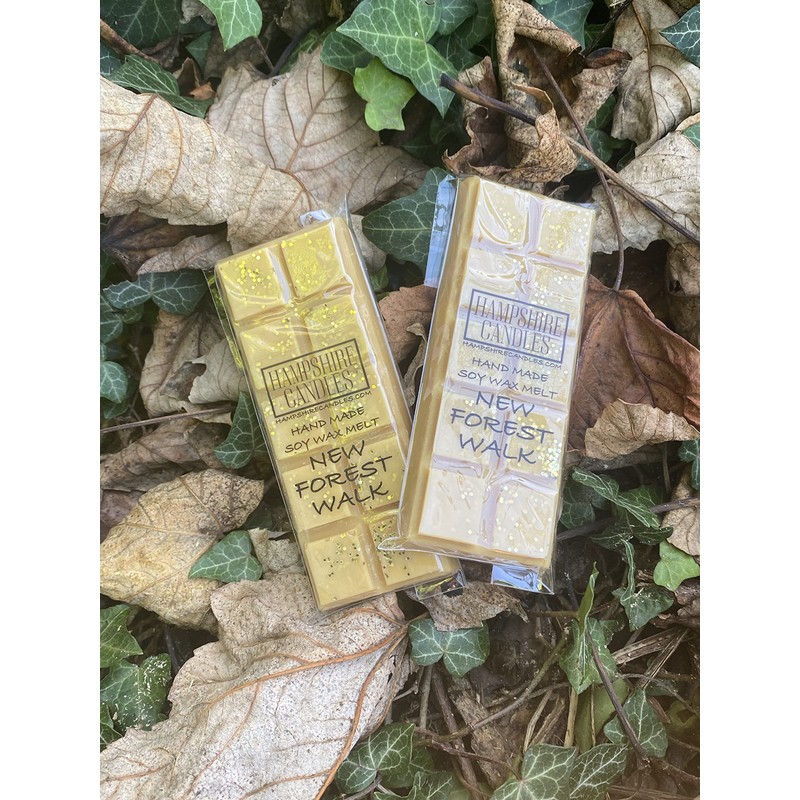 HAMPSHIRE
CANDLES
HAMPSHIRECANDLES.COM
HAND MADE
SOY WAX MELT
NEW
FOREST
WALK
HAMPSHIRE
CANDLES
HAMPSHIRECANDLES.COM
HAND MADE
SOY WAX MELT
NEW
FOREST
WALK